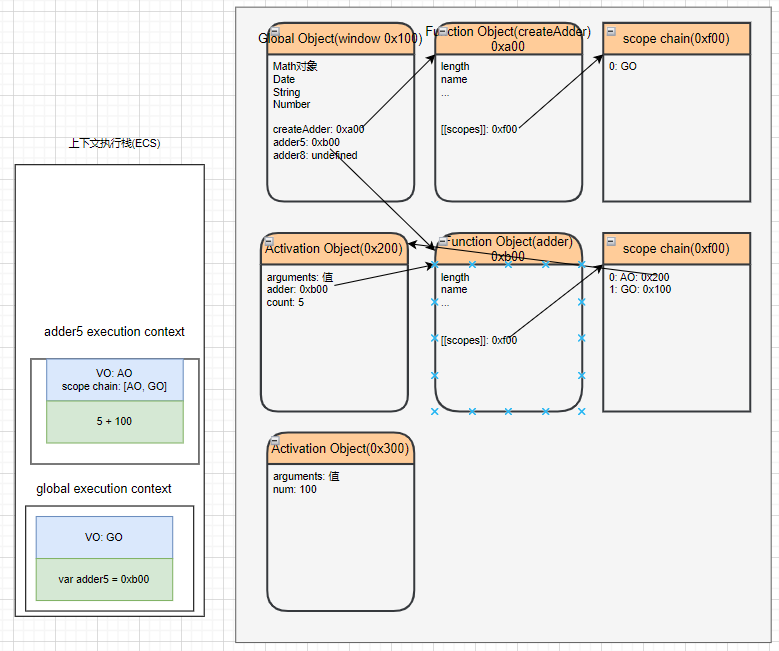 上下文执行栈(ECS)
adder5 execution context
VO: AO
scope chain: [AO, GO]
5 + 100
global execution context
VO: GO
var adder5 = 0xb00
Global Object(window 0x100)
Math对象
Date
String
Number
createAdder: 0xa00
adder5: 0xb00
adder8: undefined
Function Object(createAdder)
0xa00
length
name
...
[[scopes]]: 0xf00
scope chain(0xf00)
0: GO
Activation Object(0x200)
arguments: 值
adder: 0xb00
count: 5
Function Object(adder)
0xb00
length
name
...
[[scopes]]: 0xf00
scope chain(0xf00)
0: AO: 0x200
1: GO: 0x100
Activation Object(0x300)
arguments: 值
num: 100